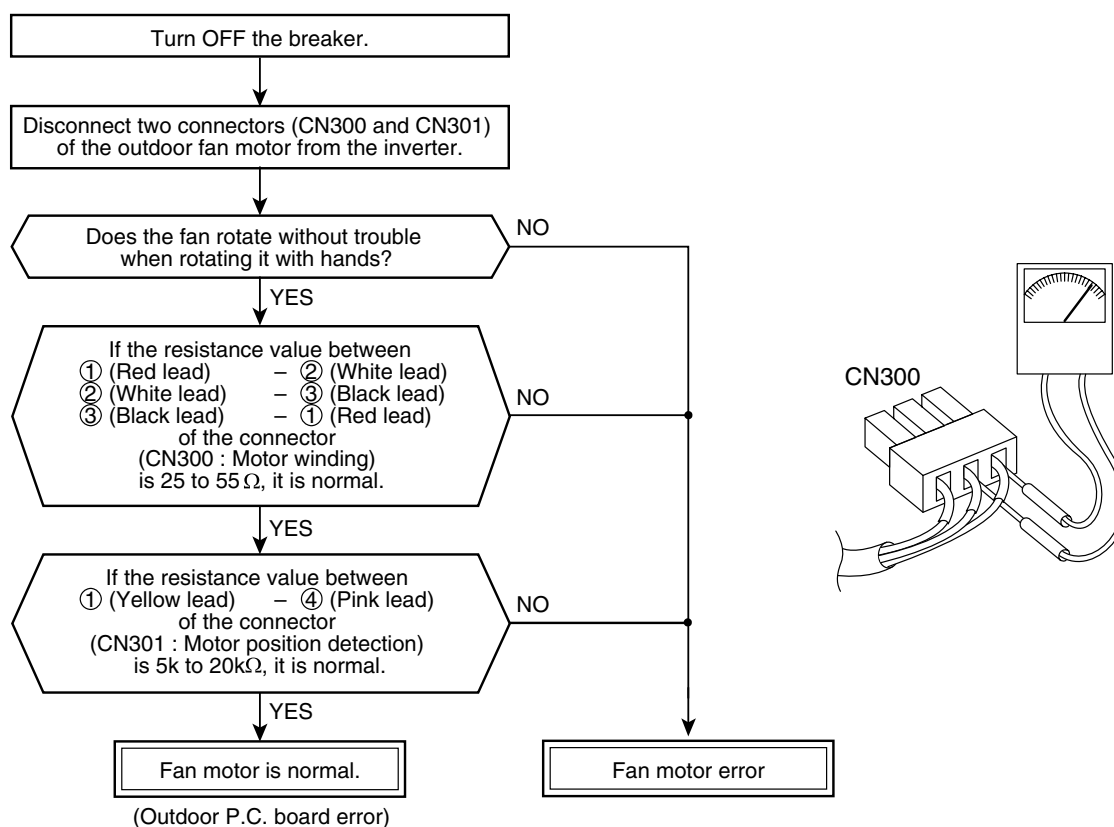 Turn OFF the breaker.
Disconnect two connectors (CN300 and CN301)
of the outdoor fan motor from the inverter.
Does the fan rotate without trouble
when rotating it with hands?
NO
YES
If the resistance value between
① (Red lead) – ② (White lead)
② (White lead) – ③ (Black lead)
③ (Black lead) – ① (Red lead)
of the connector
(CN300 : Motor winding)
is 25 to 55 Ω, it is normal.
NO
YES
If the resistance value between
① (Yellow lead) – ④ (Pink lead)
of the connector
(CN301 : Motor position detection)
is 5k to 20kΩ, it is normal.
NO
YES
Fan motor is normal.
(Outdoor P.C. board error)
Fan motor error
CN300